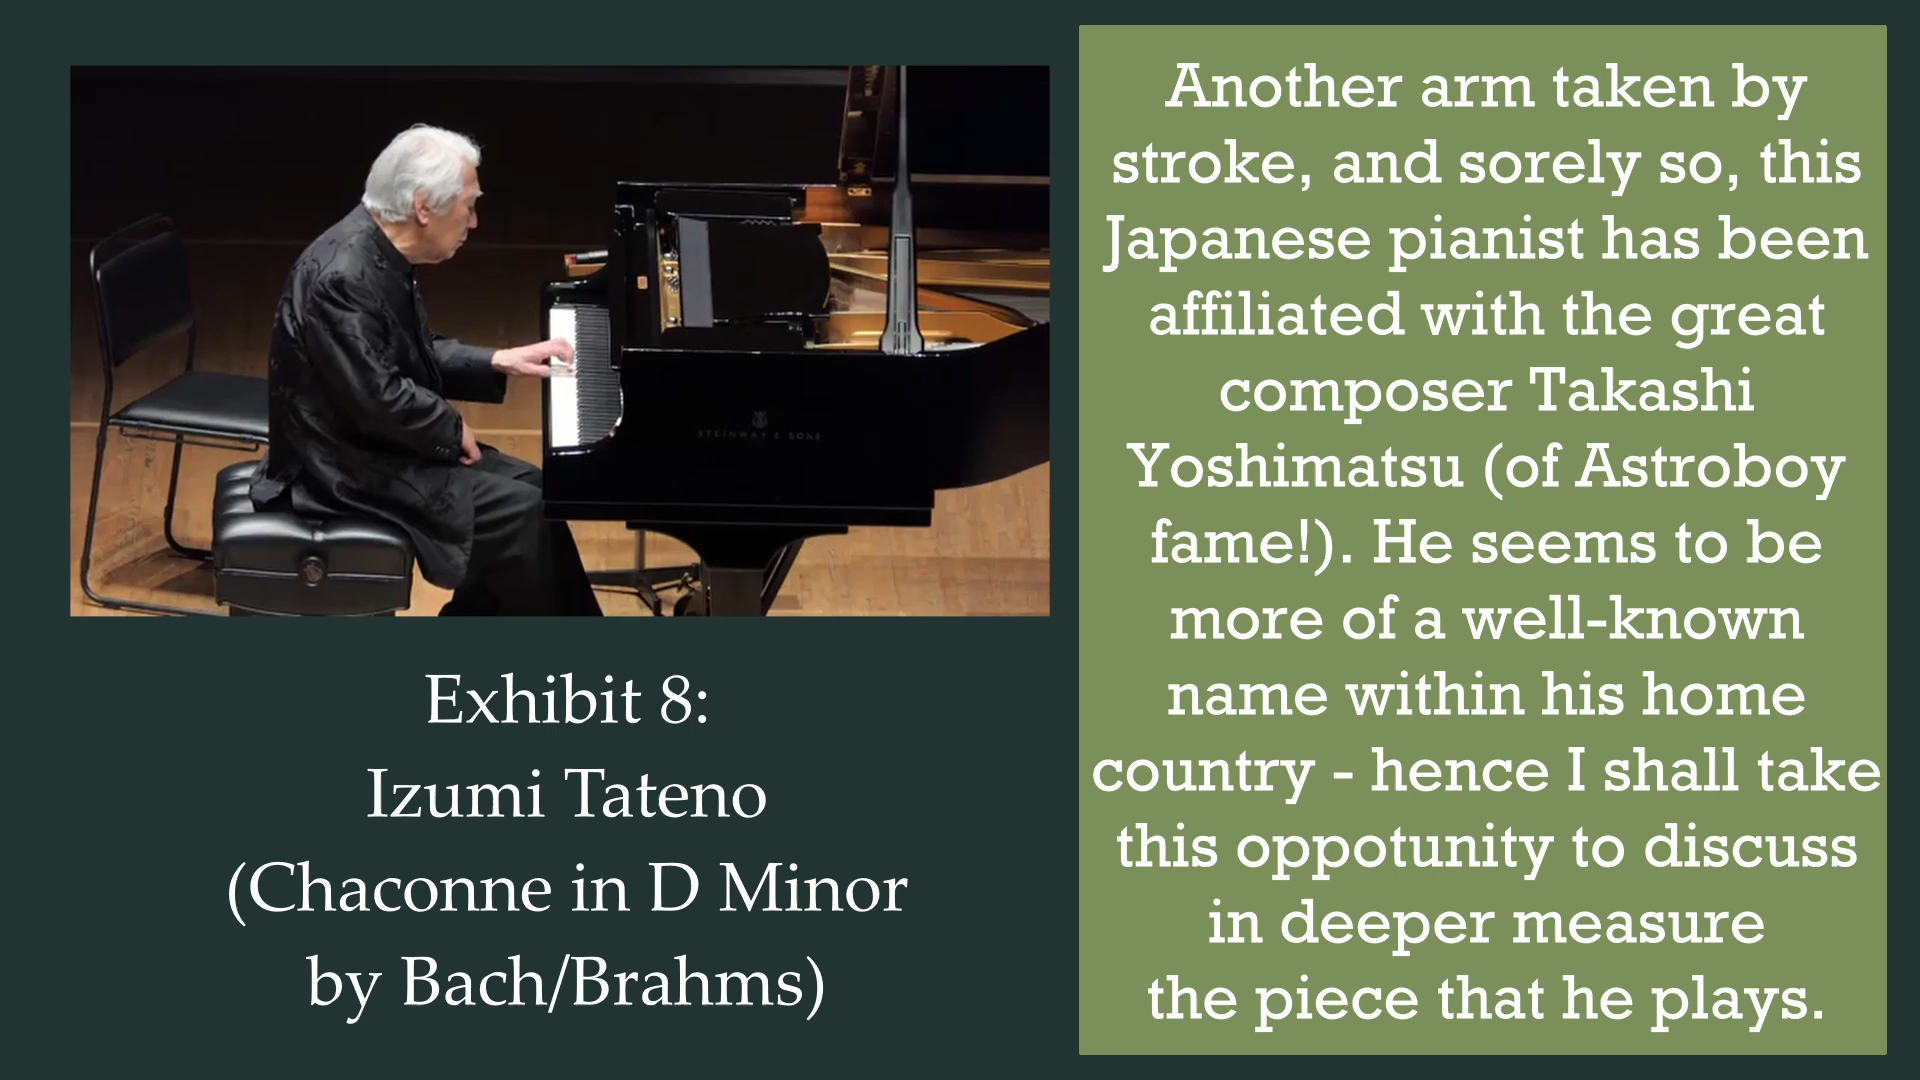 STEINWAY & SONS
Exhibit 8:
Izumi Tateno
(Chaconne in D Minor
by Bach/Brahms)
Another arm taken by
stroke, and sorely so, this
Japanese pianist has been
affiliated with the great
composer Takashi
Yoshimatsu (of Astroboy
fame!). He seems to be
more of a well-known
name within his home
country - hence I shall take
this oppotunity to discuss
in deeper measure
the piece that he plays.